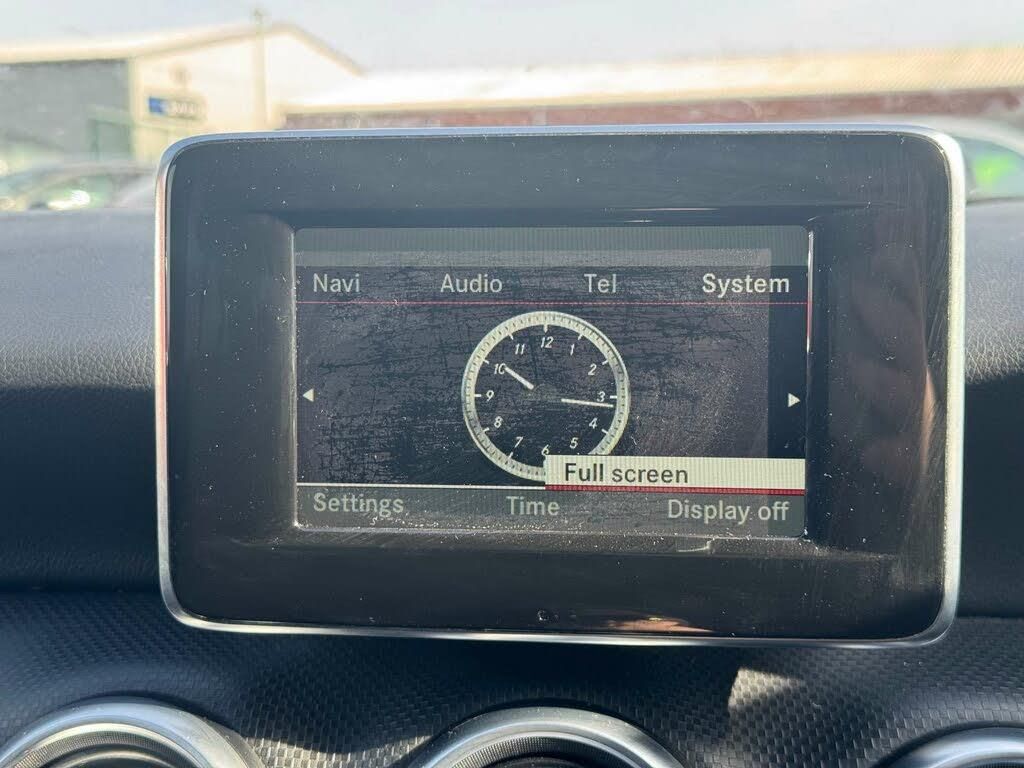 Navi Audio Tel System
12
11 1
10 2
9 3
8 4
7 5
6
Full screen
Settings Time Display off